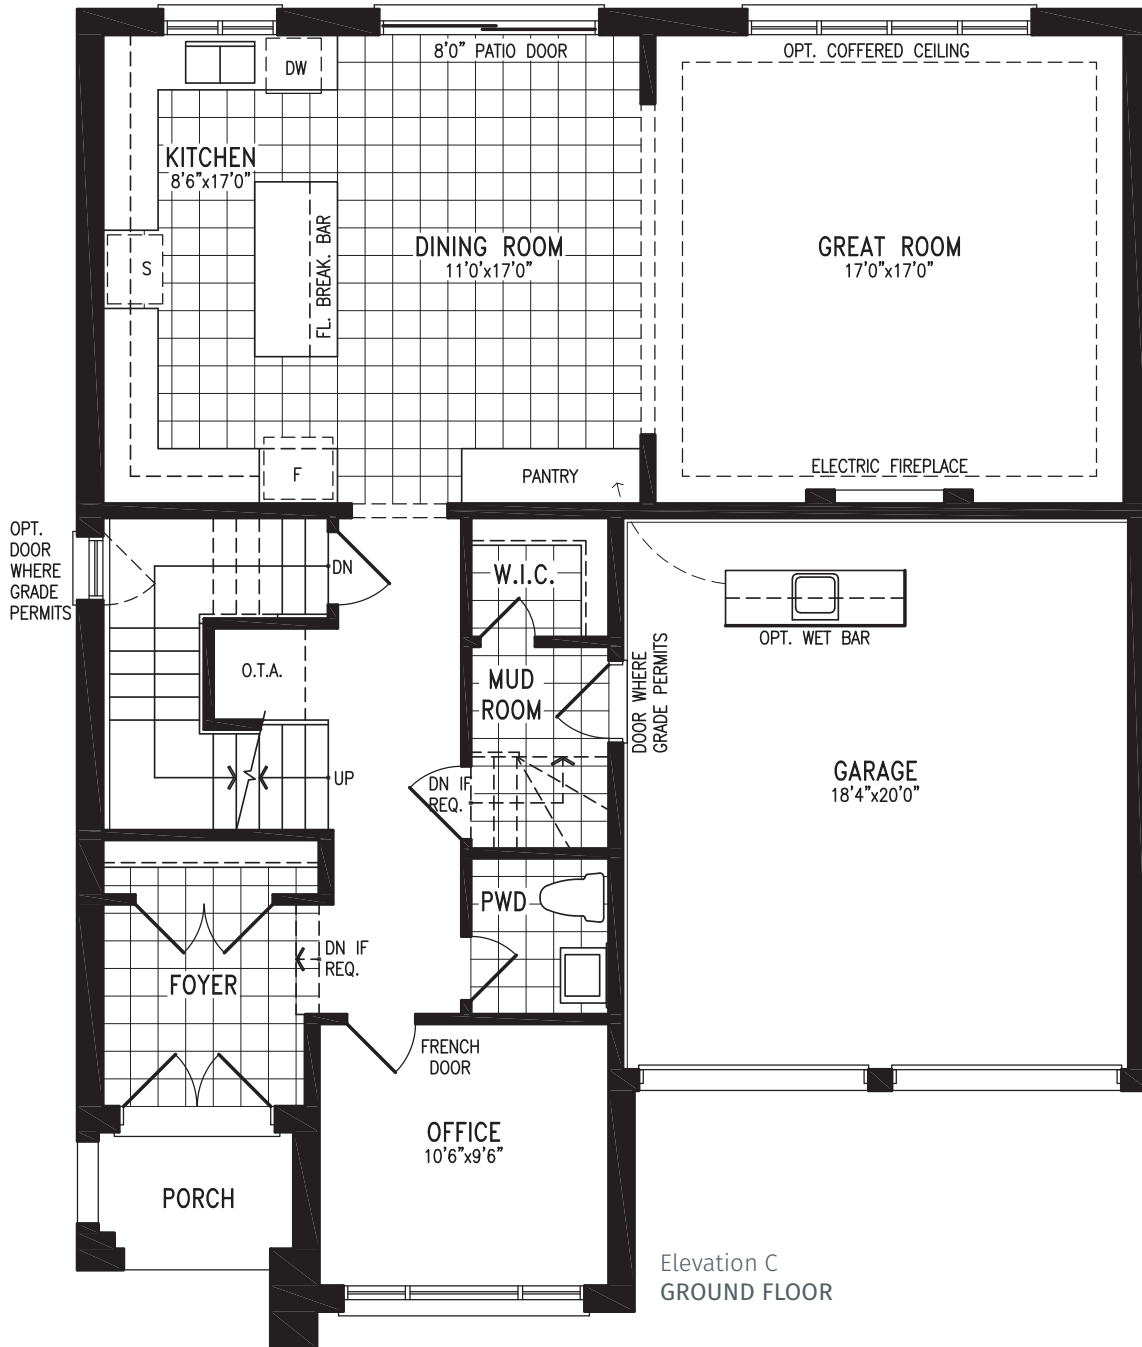 8'0" PATIO DOOR
OPT. COFFERED CEILING
DW
KITCHEN
8'6"x17'0"
S
FL. BREAK. BAR
DINING ROOM
11'0"x17'0"
GREAT ROOM
17'0"x17'0"
F
PANTRY
ELECTRIC FIREPLACE
OPT.
DOOR
WHERE
GRADE
PERMITS
DN
W.I.C.
OPT. WET BAR
O.T.A.
MUD
ROOM
DOOR WHERE
GRADE PERMITS
UP
DN IF
REQ.
GARAGE
18'4"x20'0"
PWD
DN IF
REQ.
FOYER
FRENCH
DOOR
OFFICE
10'6"x9'6"
PORCH
Elevation C
GROUND FLOOR